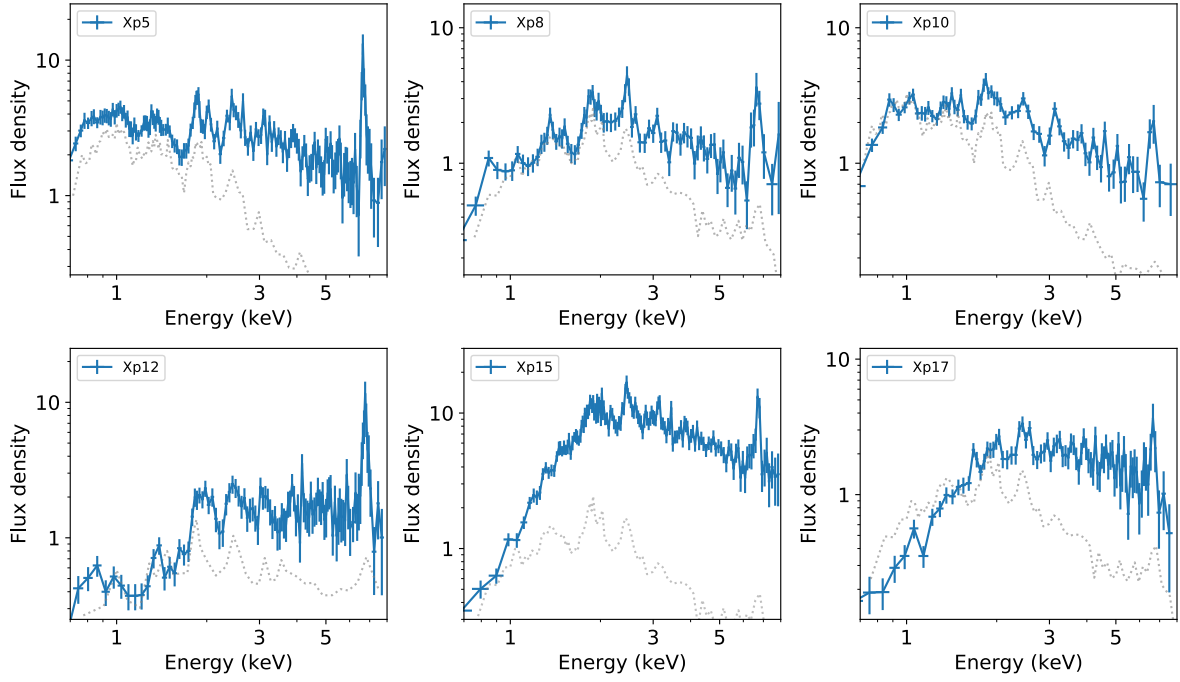 Xp5
10
1
Flux density
1
3
5
Energy (keV)
Xp8
10
1
Flux density
1
3
5
Energy (keV)
Xp10
10
1
Flux density
1
3
5
Energy (keV)
Xp12
10
1
Flux density
1
3
5
Energy (keV)
Xp15
10
1
Flux density
1
3
5
Energy (keV)
Xp17
10
1
Flux density
1
3
5
Energy (keV)